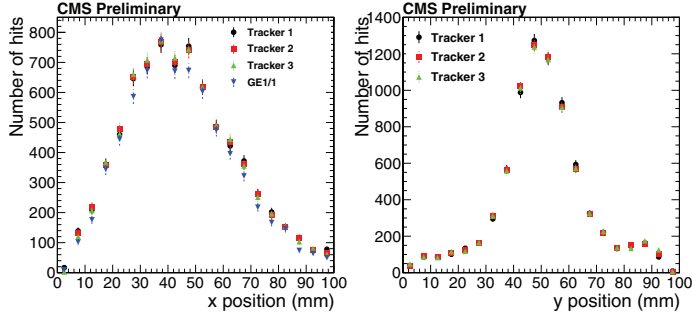 CMS Preliminary
Number of hits
800
700
600
500
400
300
200
100
0
0 10 20 30 40 50 60 70 80 90 100
x position (mm)
Tracker 1
Tracker 2
Tracker 3
GE1/1
CMS Preliminary
Number of hits
1400
1200
1000
800
600
400
200
0
0 10 20 30 40 50 60 70 80 90 100
y position (mm)
Tracker 1
Tracker 2
Tracker 3